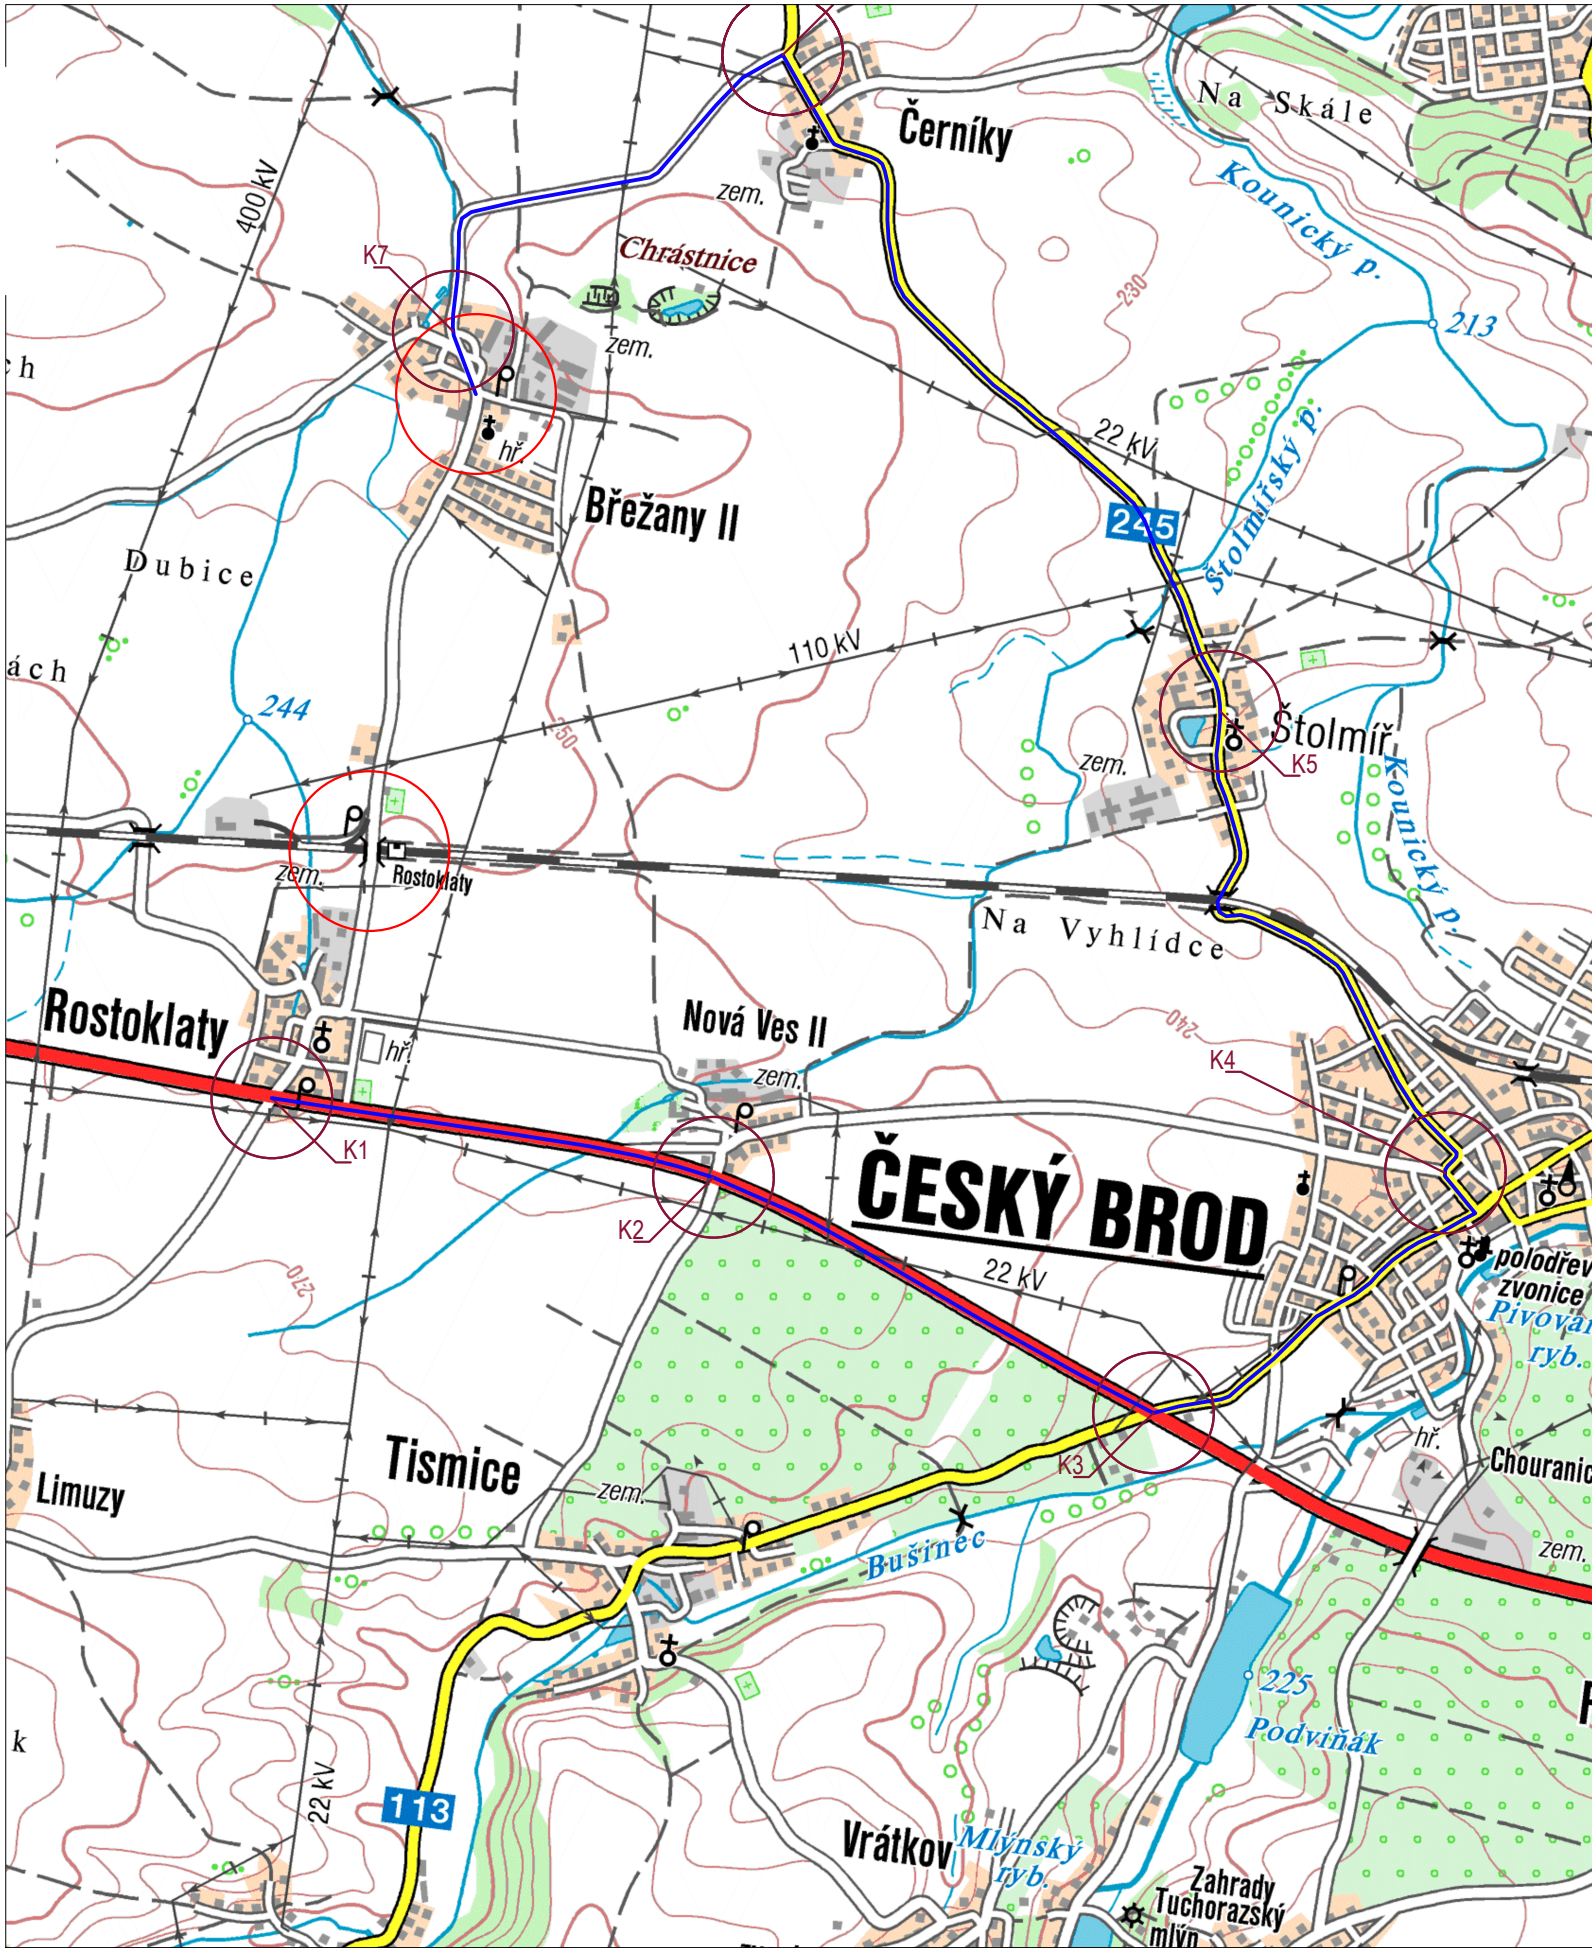 Na Skále
Černíky
400 kV
zem.
Kounický p.
K7
Chrástnice
230
213
zem.
ch
22 kV
hř.
Břežany II
245
Štolmířský p.
Dubice
110 kV
ách
244
250
Štolmíř
zem.
K5
Kounický p.
Rostoklaty
zem.
Na Vyhlídce
Rostoklaty
Nová Ves II
240
hř.
zem.
K4
K1
ČESKÝ BROD
K2
22 kV
270
polodřev
zvonice
Pivovar
ryb.
Tismice
K3
hř.
Limuzy
zem.
Chouranic
Bušinec
zem.
225
Podviňák
k
22 kV
113
Vrátkov
Mlýnský
ryb.
Zahrady
Tuchorazský
mlýn